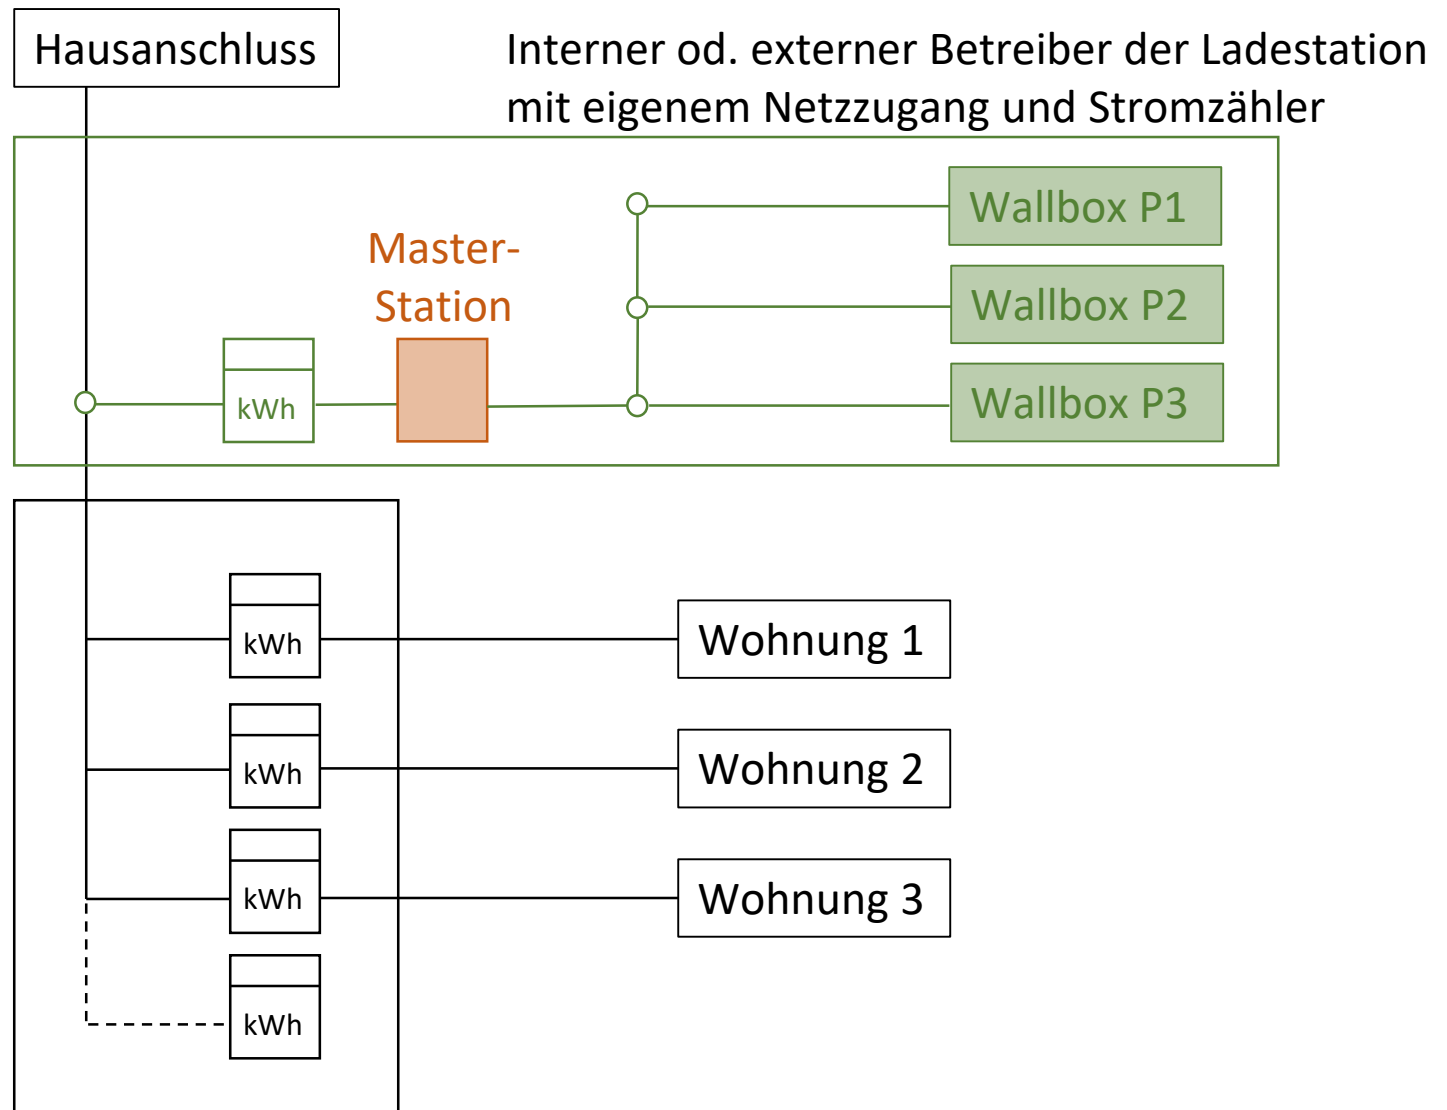 Hausanschluss
Interner od. externer Betreiber der Ladestation
mit eigenem Netzzugang und Stromzähler
Wallbox P1
Master-
Station
Wallbox P2
kWh
Wallbox P3
kWh
Wohnung 1
kWh
Wohnung 2
kWh
Wohnung 3
kWh